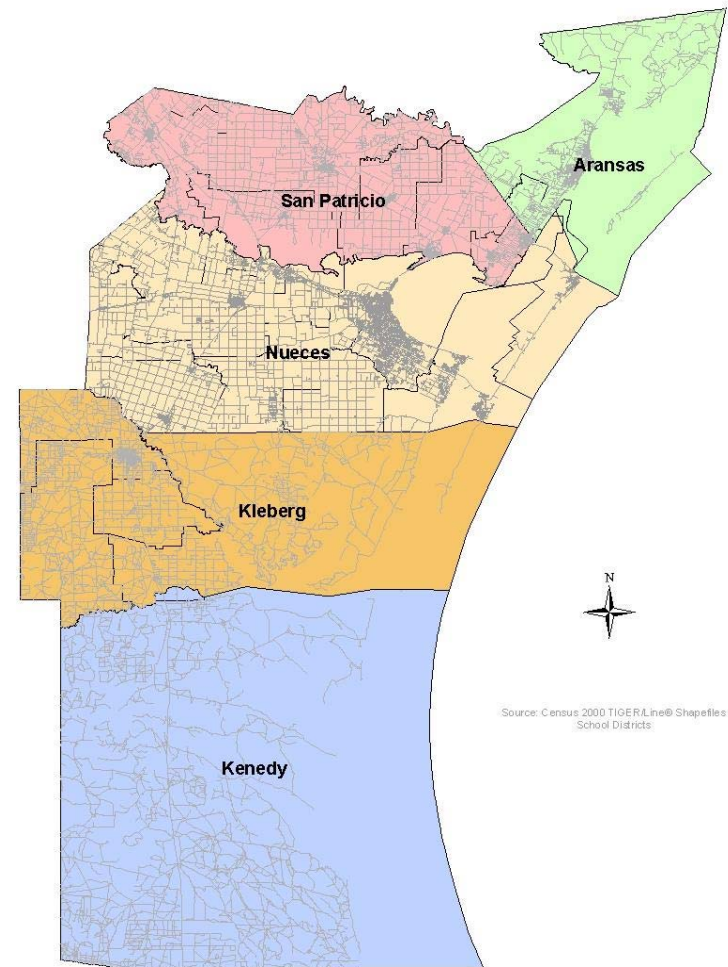 Aransas
San Patricio
Nueces
Kleberg
N
Source: Census 2000 TIGER/Line® Shapefiles
School Districts
Kenedy